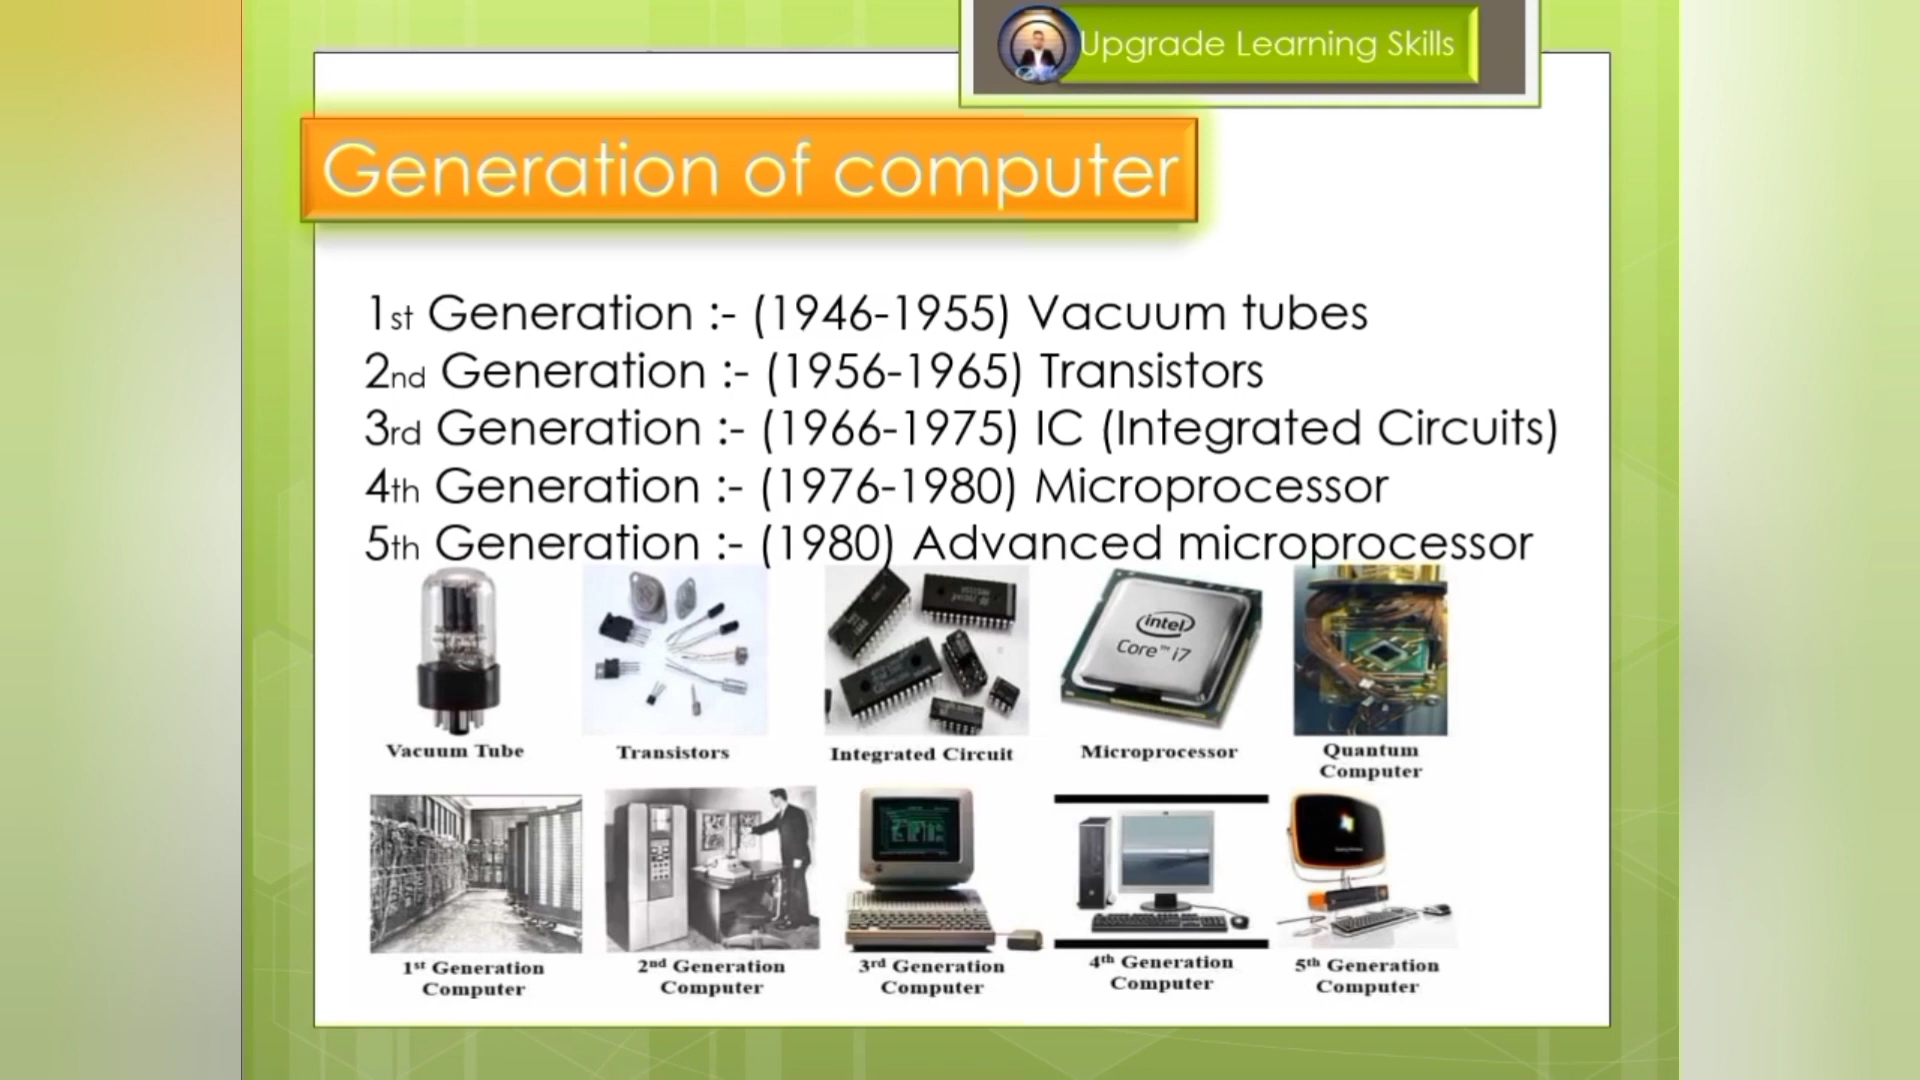 Upgrade Learning Skills
Generation of computer
1st Generation :- (1946-1955) Vacuum tubes
2nd Generation :- (1956-1965) Transistors
3rd Generation :- (1966-1975) IC (Integrated Circuits)
4th Generation :- (1976-1980) Microprocessor
5th Generation :- (1980) Advanced microprocessor
intel
Core™ i7
Vacuum Tube
Transistors
Integrated Circuit
Microprocessor
Quantum
Computer
1st Generation
Computer
2nd Generation
Computer
3rd Generation
Computer
4th Generation
Computer
5th Generation
Computer